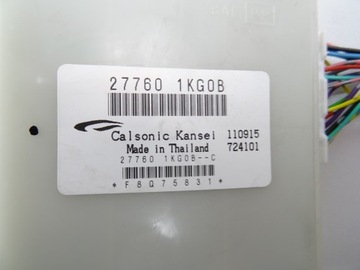 27760 1KG0B
Calsonic Kansei 110915
Made in Thailand 724101
27760 1KG0B--C
*F8Q75831*